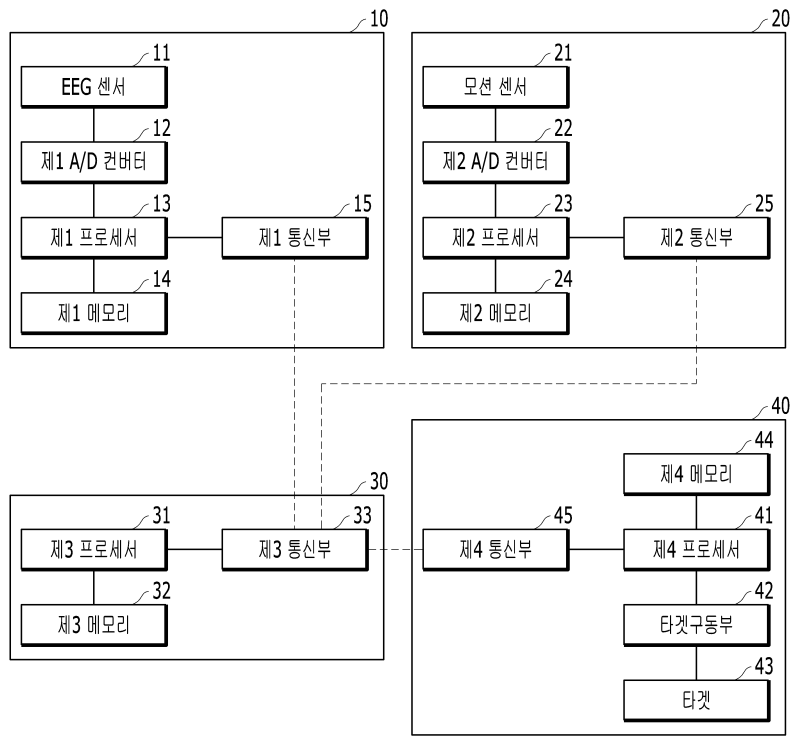 10
11
EEG 센서
12
제1 A/D 컨버터
13
제1 프로세서
15
제1 통신부
14
제1 메모리
20
21
모션 센서
22
제2 A/D 컨버터
23
제2 프로세서
25
제2 통신부
24
제2 메모리
30
31
제3 프로세서
33
제3 통신부
32
제3 메모리
40
44
제4 메모리
45
제4 통신부
41
제4 프로세서
42
타겟구동부
43
타겟